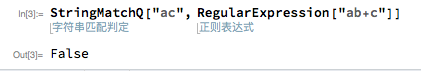 In[3]:= StringMatchQ["ac", RegularExpression["ab+c"]]
字符串匹配判定 正则表达式
Out[3]= False